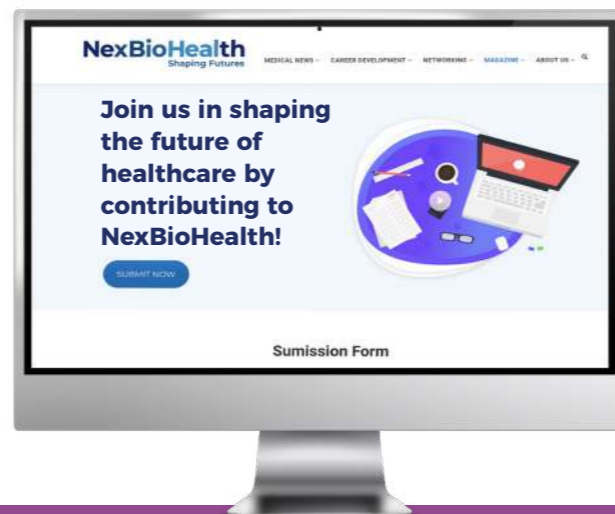 NexBioHealth
Shaping Futures
MEDICAL NEWS
CAREER DEVELOPMENT
NETWORKING
MAGAZINE
ABOUT US
Join us in shaping
the future of
healthcare by
contributing to
NexBioHealth!
SUBMIT NOW
Sumission Form